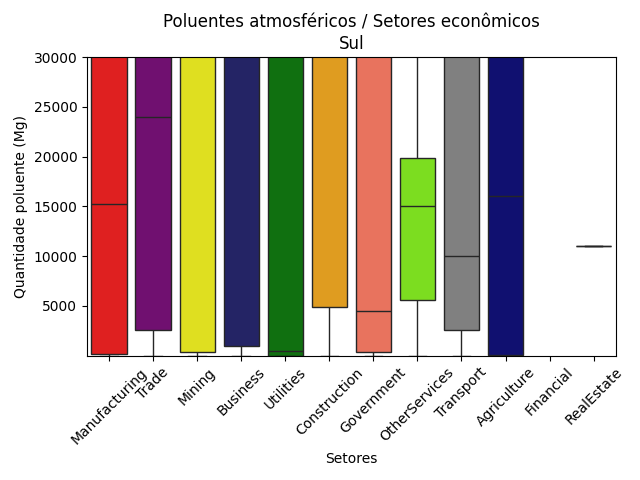 Poluentes atmosféricos / Setores econômicos
Sul
Quantidade poluente (Mg)
30000
25000
20000
15000
10000
5000
Manufacturing
Trade
Mining
Business
Utilities
Construction
Government
OtherServices
Transport
Agriculture
Financial
RealEstate
Setores